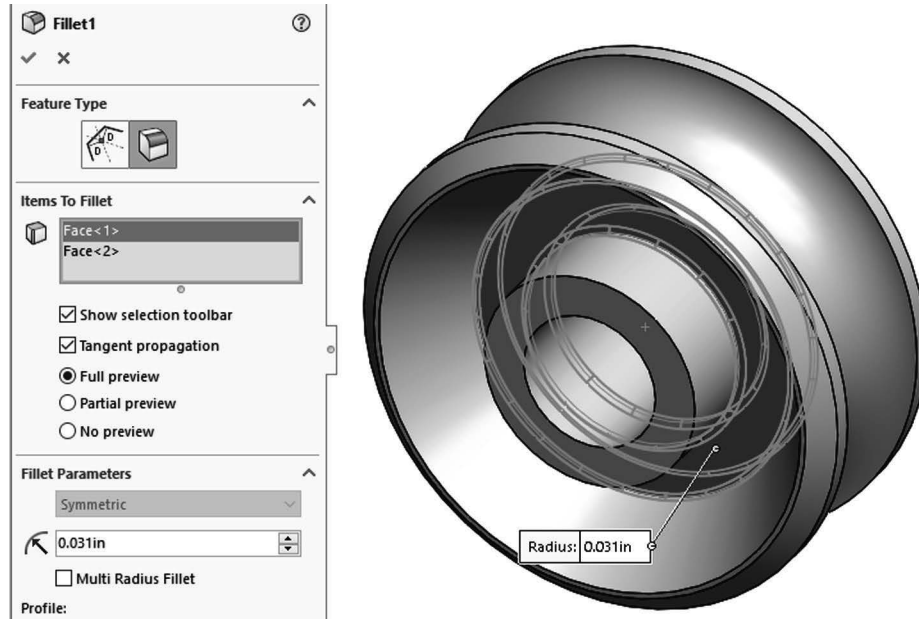 Fillet1
Feature Type
D
D
Items To Fillet
Face<1>
Face<2>
Show selection toolbar
Tangent propagation
Full preview
Partial preview
No preview
Fillet Parameters
Symmetric
0.031in
Multi Radius Fillet
Profile:
Radius: 0.031in